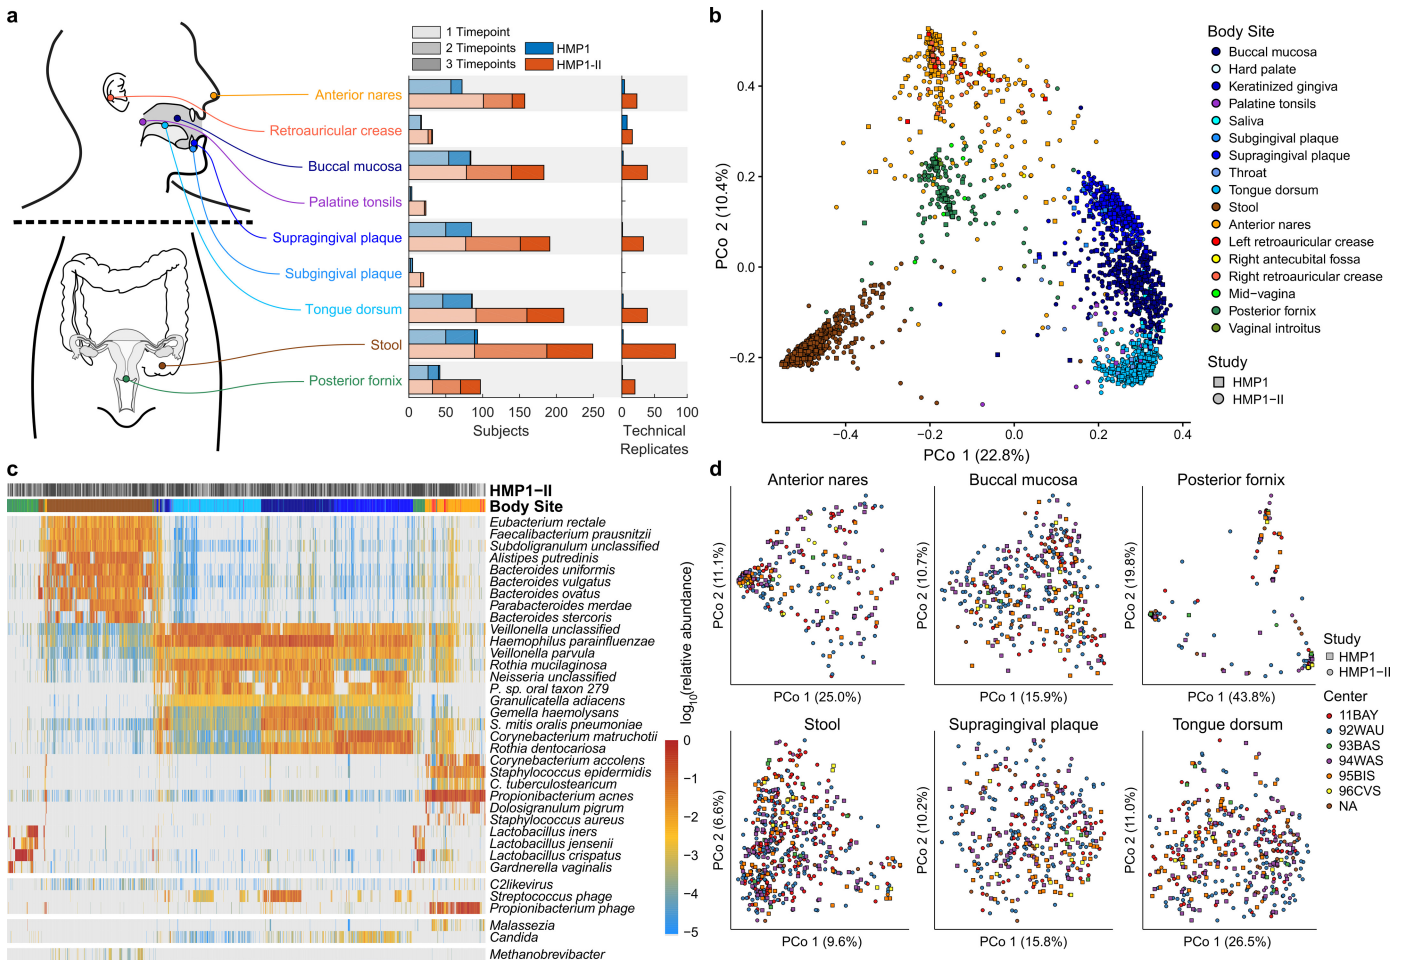 a
1 Timepoint
2 Timepoints
3 Timepoints
HMP1
HMP1-II
Anterior nares
Retroauricular crease
Buccal mucosa
Palatine tonsils
Supragingival plaque
Subgingival plaque
Tongue dorsum
Stool
Posterior fornix
0 50 100 150 200 250
Subjects
0 50 100
Technical
Replicates
b
0.4
0.2
0.0
−0.2
PCo 2 (10.4%)
−0.4 −0.2 0.0 0.2 0.4
PCo 1 (22.8%)
Body Site
Buccal mucosa
Hard palate
Keratinized gingiva
Palatine tonsils
Saliva
Subgingival plaque
Supragingival plaque
Throat
Tongue dorsum
Stool
Anterior nares
Left retroauricular crease
Right antecubital fossa
Right retroauricular crease
Mid−vagina
Posterior fornix
Vaginal introitus
Study
HMP1
HMP1−II
c
HMP1−II
Body Site
Eubacterium rectale
Faecalibacterium prausnitzii
Subdoligranulum unclassified
Alistipes putredinis
Bacteroides uniformis
Bacteroides vulgatus
Bacteroides ovatus
Parabacteroides merdae
Bacteroides stercoris
Veillonella unclassified
Haemophilus parainfluenzae
Veillonella parvula
Rothia mucilaginosa
Neisseria unclassified
P. sp. oral taxon 279
Granulicatella adiacens
Gemella haemolysans
S. mitis oralis pneumoniae
Corynebacterium matruchotii
Rothia dentocariosa
Corynebacterium accolens
Staphylococcus epidermidis
C. tuberculostearicum
Propionibacterium acnes
Dolosigranulum pigrum
Staphylococcus aureus
Lactobacillus iners
Lactobacillus jensenii
Lactobacillus crispatus
Gardnerella vaginalis
C2likevirus
Streptococcus phage
Propionibacterium phage
Malassezia
Candida
Methanobrevibacter
log10(relative abundance)
0
−1
−2
−3
−4
−5
d
Anterior nares
PCo 2 (11.1%)
PCo 1 (25.0%)
Buccal mucosa
PCo 2 (10.7%)
PCo 1 (15.9%)
Posterior fornix
PCo 2 (19.8%)
PCo 1 (43.8%)
Stool
PCo 2 (6.6%)
PCo 1 (9.6%)
Supragingival plaque
PCo 2 (10.2%)
PCo 1 (15.8%)
Tongue dorsum
PCo 2 (11.0%)
PCo 1 (26.5%)
Study
HMP1
HMP1−II
Center
11BAY
92WAU
93BAS
94WAS
95BIS
96CVS
NA